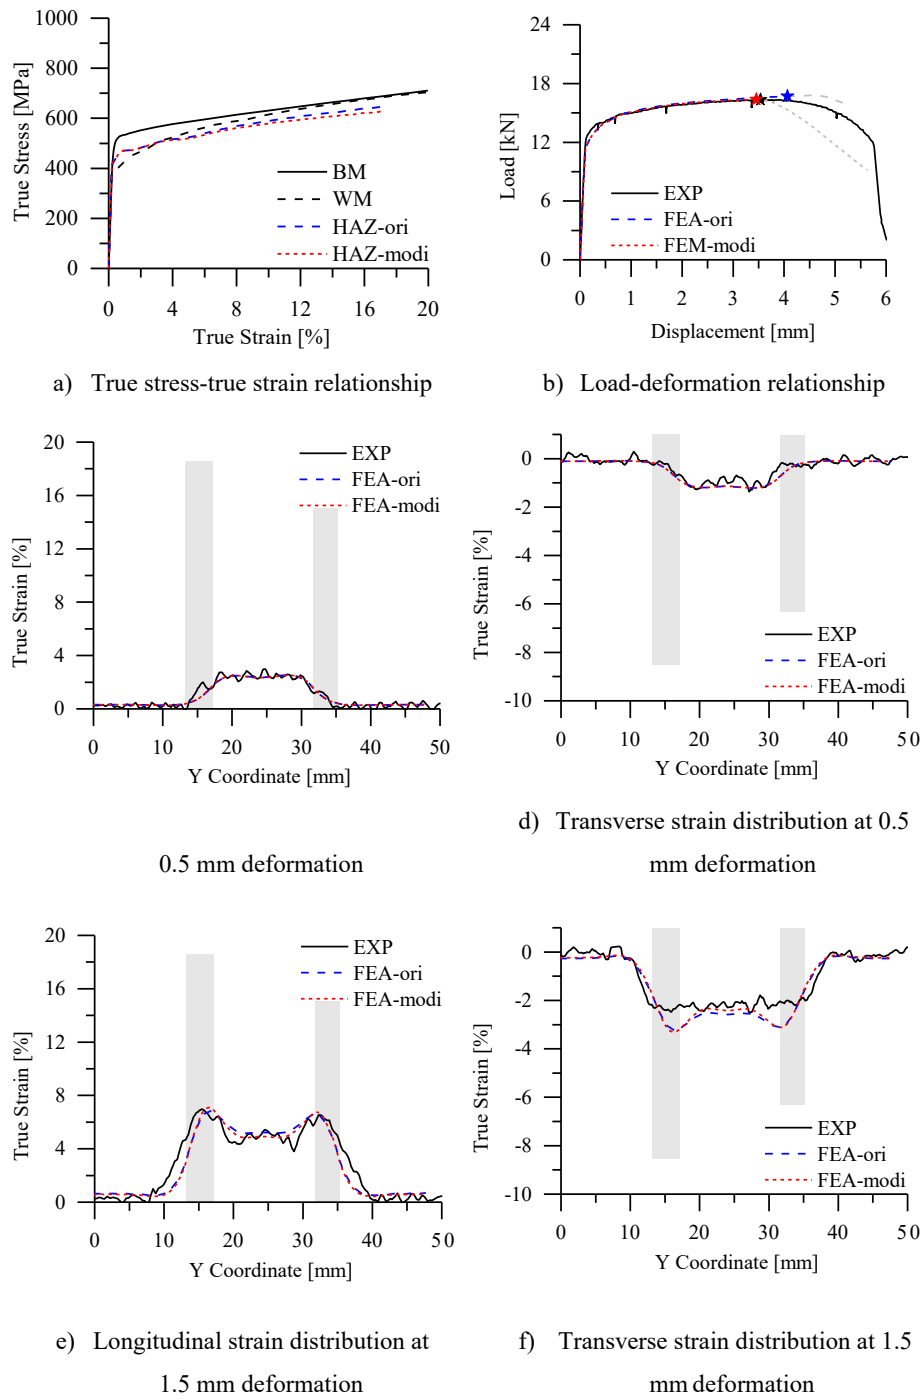 1000
800
600
400
200
0
True Stress [MPa]
BM
WM
HAZ-ori
HAZ-modi
0 4 8 12 16 20
True Strain [%]
a) True stress-true strain relationship
24
18
12
6
0
Load [kN]
EXP
FEA-ori
FEM-modi
0 1 2 3 4 5 6
Displacement [mm]
b) Load-deformation relationship
20
16
12
8
4
0
True Strain [%]
EXP
FEA-ori
FEA-modi
0 10 20 30 40 50
Y Coordinate [mm]
0.5 mm deformation
0
-2
-4
-6
-8
-10
True Strain [%]
EXP
FEA-ori
FEA-modi
0 10 20 30 40 50
Y Coordinate [mm]
d) Transverse strain distribution at 0.5
mm deformation
20
16
12
8
4
0
True Strain [%]
EXP
FEA-ori
FEA-modi
0 10 20 30 40 50
Y Coordinate [mm]
e) Longitudinal strain distribution at
1.5 mm deformation
0
-2
-4
-6
-8
-10
True Strain [%]
EXP
FEA-ori
FEA-modi
0 10 20 30 40 50
Y Coordinate [mm]
f) Transverse strain distribution at 1.5
mm deformation